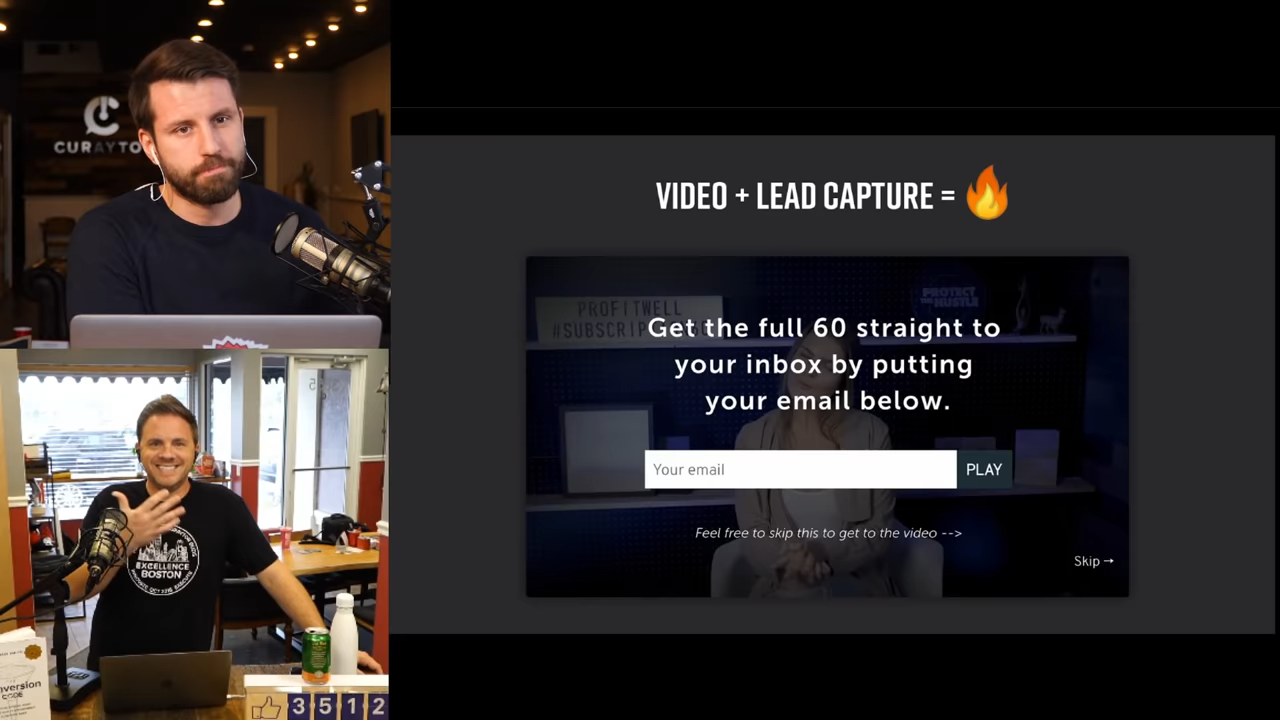 CURAYTO
VIDEO + LEAD CAPTURE =
PROFITWELL
PROTECT
THE HUSTLE
Get the full 60 straight to
your inbox by putting
your email below.
Your email
PLAY
Feel free to skip this to get to the video -->
Skip →
EXCELLENCE
BOSTON
nversion
CODE
3512